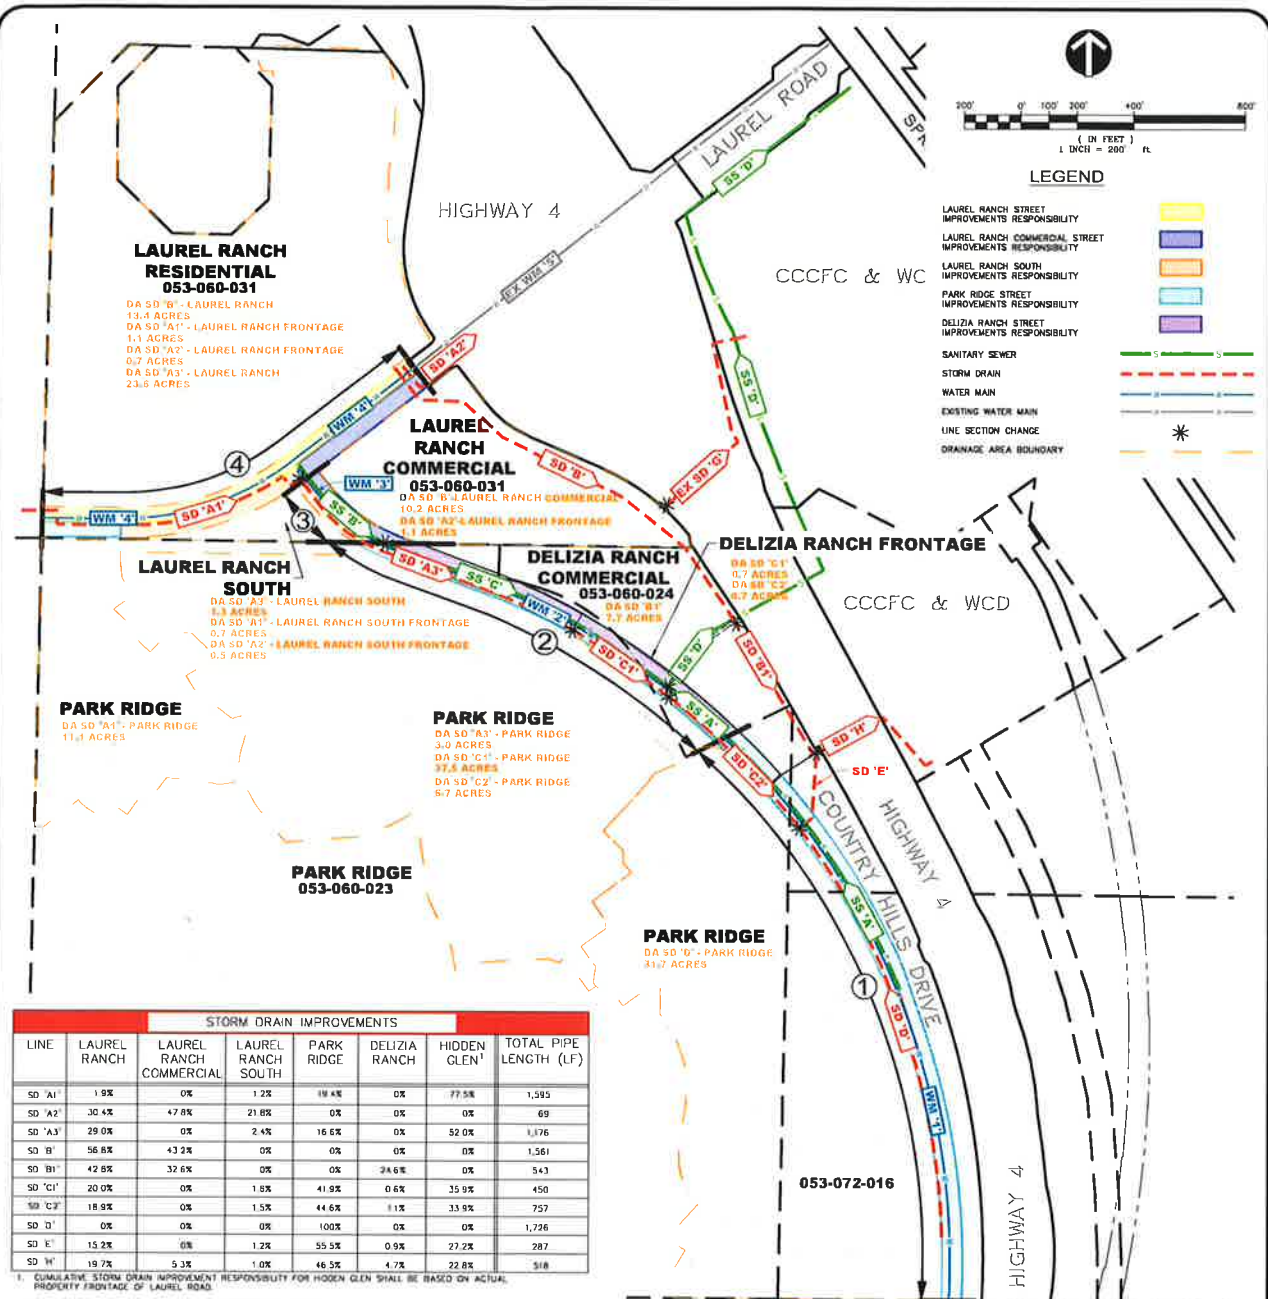 200' 0' 100' 200' 400' 800'
( IN FEET )
1 INCH = 200' ft.
LEGEND
LAUREL RANCH STREET
IMPROVEMENTS RESPONSIBILITY
LAUREL RANCH COMMERCIAL STREET
IMPROVEMENTS RESPONSIBILITY
LAUREL RANCH SOUTH
IMPROVEMENTS RESPONSIBILITY
PARK RIDGE STREET
IMPROVEMENTS RESPONSIBILITY
DELIZIA RANCH STREET
IMPROVEMENTS RESPONSIBILITY
SANITARY SEWER
STORM DRAIN
WATER MAIN
EXISTING WATER MAIN
LINE SECTION CHANGE
DRAINAGE AREA BOUNDARY
LAUREL ROAD
SS 'D'
HIGHWAY 4
EX WM 'S'
CCCFC & WC
LAUREL RANCH
RESIDENTIAL
053-060-031
DA SD 'B' - LAUREL RANCH
13.4 ACRES
DA SD 'A1' - LAUREL RANCH FRONTAGE
1.1 ACRES
DA SD 'A2' - LAUREL RANCH FRONTAGE
0.7 ACRES
DA SD 'A3' - LAUREL RANCH
23.6 ACRES
SD 'A2'
SS 'D'
WM '4'
LAUREL
RANCH
COMMERCIAL
053-060-031
DA SD 'B' LAUREL RANCH COMMERCIAL
10.2 ACRES
DA SD 'A2' LAUREL RANCH FRONTAGE
1.1 ACRES
4
SD 'B'
EX SD 'G'
WM '3'
WM '4'
SD 'A1'
SS 'B'
3
LAUREL RANCH
SOUTH
DA SD 'A3' - LAUREL RANCH SOUTH
1.1 ACRES
DA SD 'A1' - LAUREL RANCH SOUTH FRONTAGE
0.7 ACRES
DA SD 'A2' - LAUREL RANCH SOUTH FRONTAGE
0.5 ACRES
SD 'A3'
SS 'C'
WM '2'
DELIZIA RANCH
COMMERCIAL
053-060-024
DA SD 'B1'
7.7 ACRES
DELIZIA RANCH FRONTAGE
DA SD 'C1'
0.7 ACRES
DA SD 'C2'
0.7 ACRES
CCCFC & WCD
2
SD 'C1'
SS 'D'
SD 'B1'
SS 'A'
SD 'C2'
SD 'H'
SD 'E'
PARK RIDGE
DA SD 'A1' - PARK RIDGE
11.1 ACRES
PARK RIDGE
DA SD 'A3' - PARK RIDGE
3.0 ACRES
DA SD 'C1' - PARK RIDGE
37.5 ACRES
DA SD 'C2' - PARK RIDGE
6.7 ACRES
PARK RIDGE
053-060-023
PARK RIDGE
DA SD 'D' - PARK RIDGE
31.7 ACRES
COUNTRY HILLS DRIVE
HIGHWAY 4
SS 'A'
1
SD 'D'
WM '1'
053-072-016
HIGHWAY 4
STORM DRAIN IMPROVEMENTS
LINE LAUREL RANCH LAUREL RANCH COMMERCIAL LAUREL RANCH SOUTH PARK RIDGE DELIZIA RANCH HIDDEN GLEN¹ TOTAL PIPE LENGTH (LF)
SD 'A1' 1.9% 0% 1.2% 19.4% 0% 77.5% 1,595
SD 'A2' 30.4% 47.8% 21.8% 0% 0% 0% 69
SD 'A3' 29.0% 0% 2.4% 16.6% 0% 52.0% 1,176
SD 'B' 56.8% 43.2% 0% 0% 0% 0% 1,561
SD 'B1' 42.8% 32.6% 0% 0% 24.6% 0% 543
SD 'C1' 20.0% 0% 1.6% 41.9% 0.6% 35.9% 450
SD 'C2' 18.9% 0% 1.5% 44.6% 1.1% 33.9% 757
SD 'D' 0% 0% 0% 100% 0% 0% 1,726
SD 'E' 15.2% 0% 1.2% 55.5% 0.9% 27.2% 287
SD 'H' 19.7% 5.3% 1.0% 46.5% 4.7% 22.8% 518
1. CUMULATIVE STORM DRAIN IMPROVEMENT RESPONSIBILITY FOR HIDDEN GLEN SHALL BE BASED ON ACTUAL
PROPERTY FRONTAGE OF LAUREL ROAD.